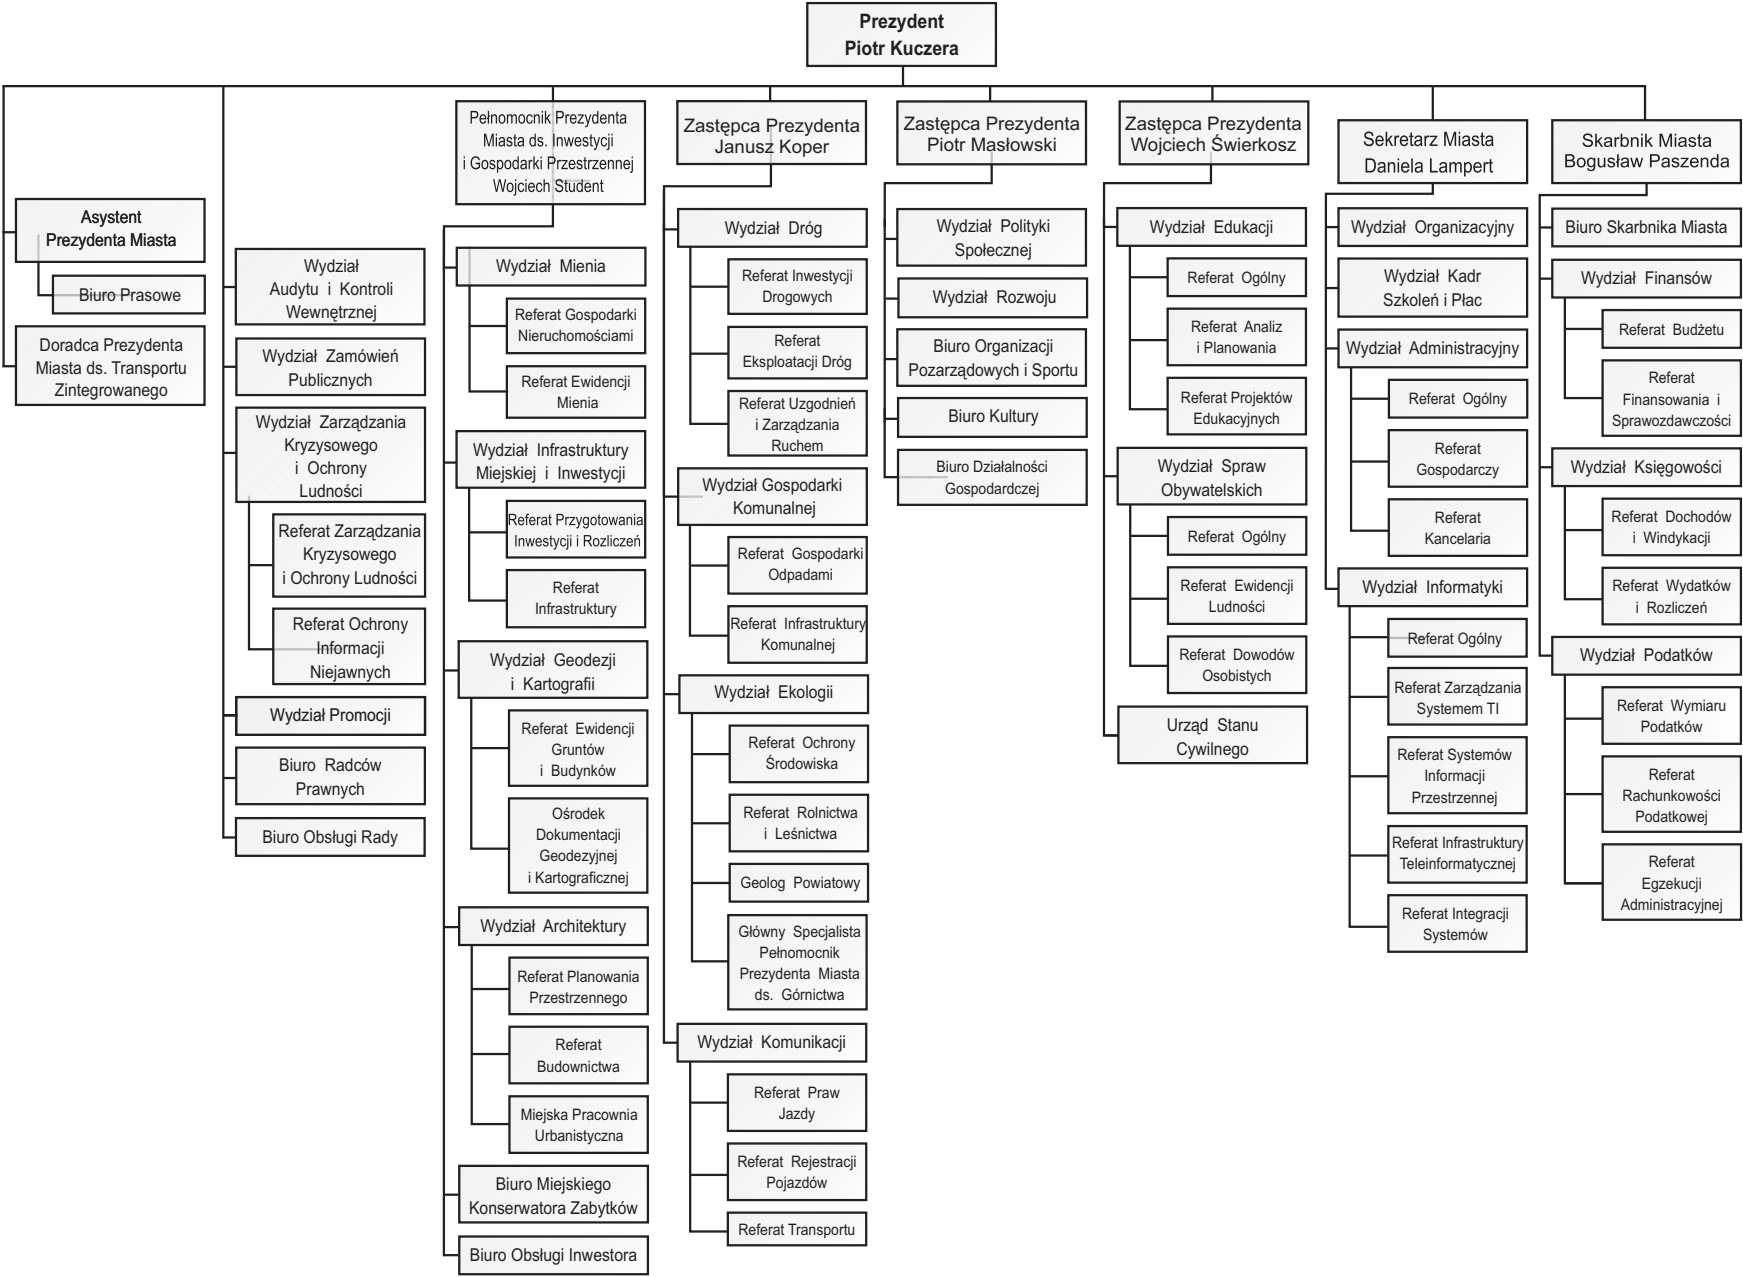 Prezydent
Piotr Kuczera
Asystent
Prezydenta Miasta
Biuro Prasowe
Doradca Prezydenta
Miasta ds. Transportu
Zintegrowanego
Wydział
Audytu i Kontroli
Wewnętrznej
Wydział Zamówień
Publicznych
Wydział Zarządzania
Kryzysowego
i Ochrony
Ludności
Referat Zarządzania
Kryzysowego
i Ochrony Ludności
Referat Ochrony
Informacji
Niejawnych
Wydział Promocji
Biuro Radców
Prawnych
Biuro Obsługi Rady
Pełnomocnik Prezydenta
Miasta ds. Inwestycji
i Gospodarki Przestrzennej
Wojciech Student
Wydział Mienia
Referat Gospodarki
Nieruchomościami
Referat Ewidencji
Mienia
Wydział Infrastruktury
Miejskiej i Inwestycji
Referat Przygotowania
Inwestycji i Rozliczeń
Referat
Infrastruktury
Wydział Geodezji
i Kartografii
Referat Ewidencji
Gruntów
i Budynków
Ośrodek
Dokumentacji
Geodezyjnej
i Kartograficznej
Wydział Architektury
Referat Planowania
Przestrzennego
Referat
Budownictwa
Miejska Pracownia
Urbanistyczna
Biuro Miejskiego
Konserwatora Zabytków
Biuro Obsługi Inwestora
Zastępca Prezydenta
Janusz Koper
Wydział Dróg
Referat Inwestycji
Drogowych
Referat
Eksploatacji Dróg
Referat Uzgodnień
i Zarządzania
Ruchem
Wydział Gospodarki
Komunalnej
Referat Gospodarki
Odpadami
Referat Infrastruktury
Komunalnej
Wydział Ekologii
Referat Ochrony
Środowiska
Referat Rolnictwa
i Leśnictwa
Geolog Powiatowy
Główny Specjalista
Pełnomocnik
Prezydenta Miasta
ds. Górnictwa
Wydział Komunikacji
Referat Praw
Jazdy
Referat Rejestracji
Pojazdów
Referat Transportu
Zastępca Prezydenta
Piotr Masłowski
Wydział Polityki
Społecznej
Wydział Rozwoju
Biuro Organizacji
Pozarządowych i Sportu
Biuro Kultury
Biuro Działalności
Gospodardczej
Zastępca Prezydenta
Wojciech Świerkosz
Wydział Edukacji
Referat Ogólny
Referat Analiz
i Planowania
Referat Projektów
Edukacyjnych
Wydział Spraw
Obywatelskich
Referat Ogólny
Referat Ewidencji
Ludności
Referat Dowodów
Osobistych
Urząd Stanu
Cywilnego
Sekretarz Miasta
Daniela Lampert
Wydział Organizacyjny
Wydział Kadr
Szkoleń i Płac
Wydział Administracyjny
Referat Ogólny
Referat
Gospodarczy
Referat
Kancelaria
Wydział Informatyki
Referat Ogólny
Referat Zarządzania
Systemem TI
Referat Systemów
Informacji
Przestrzennej
Referat Infrastruktury
Teleinformatycznej
Referat Integracji
Systemów
Skarbnik Miasta
Bogusław Paszenda
Biuro Skarbnika Miasta
Wydział Finansów
Referat Budżetu
Referat
Finansowania i
Sprawozdawczości
Wydział Księgowości
Referat Dochodów
i Windykacji
Referat Wydatków
i Rozliczeń
Wydział Podatków
Referat Wymiaru
Podatków
Referat
Rachunkowości
Podatkowej
Referat
Egzekucji
Administracyjnej